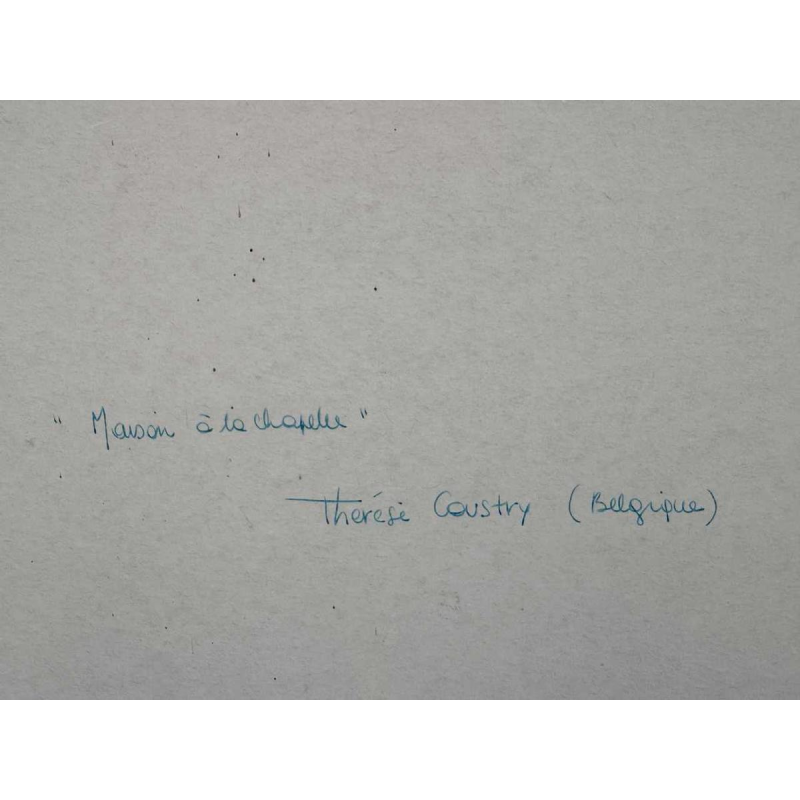 "Maison à la chapelle"
Thérèse Coustry (Belgique)